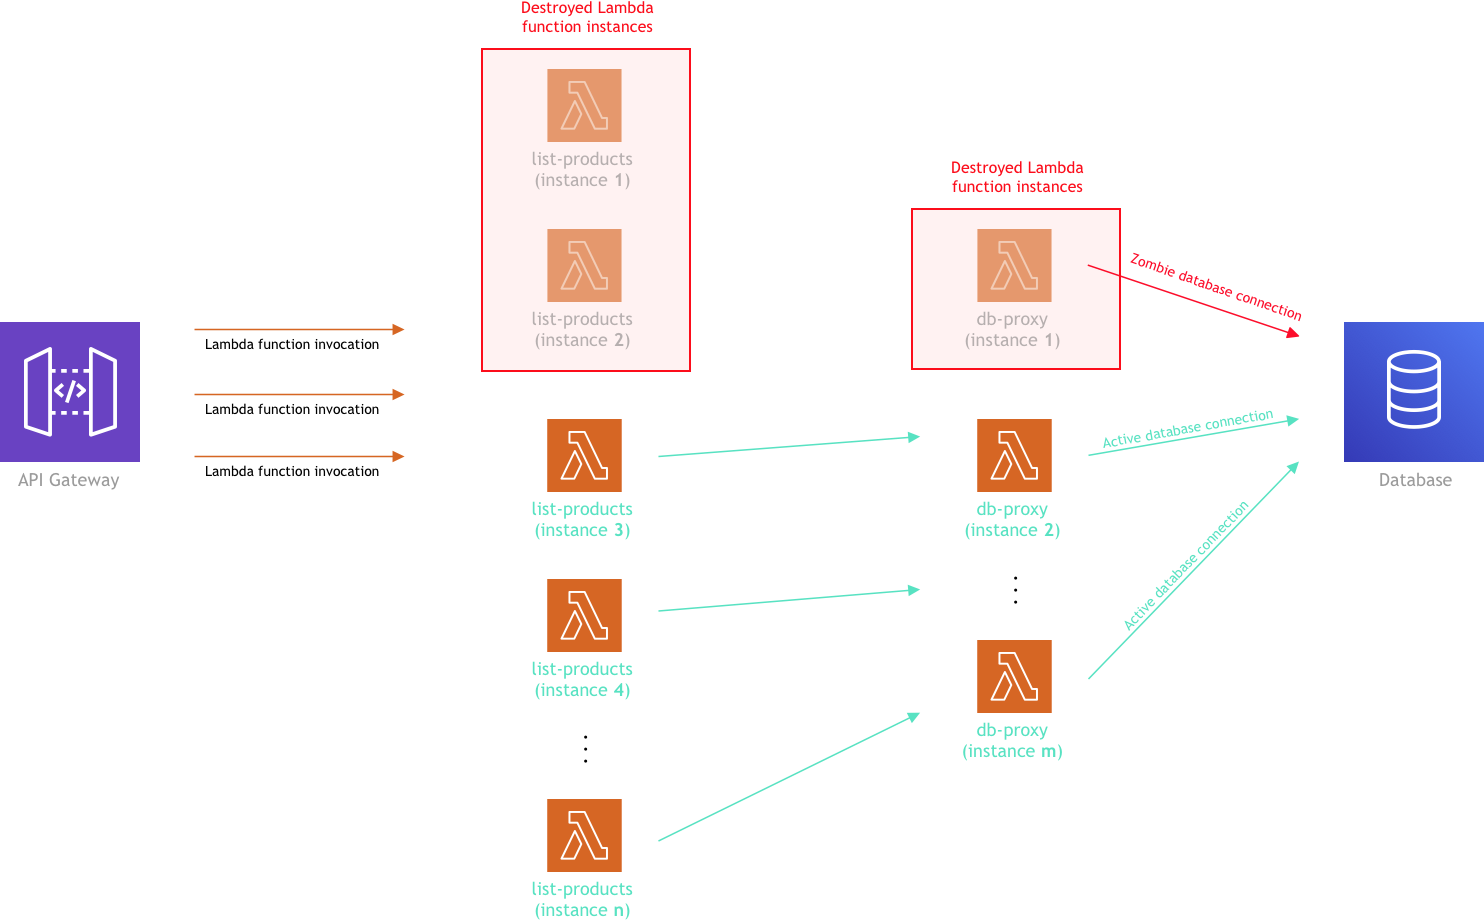 Destroyed Lambda
function instances
list-products
(instance 1)
list-products
(instance 2)
Destroyed Lambda
function instances
db-proxy
(instance 1)
Zombie database connection
Lambda function invocation
Lambda function invocation
Lambda function invocation
API Gateway
list-products
(instance 3)
db-proxy
(instance 2)
Active database connection
Database
list-products
(instance 4)
Active database connection
db-proxy
(instance m)
list-products
(instance n)